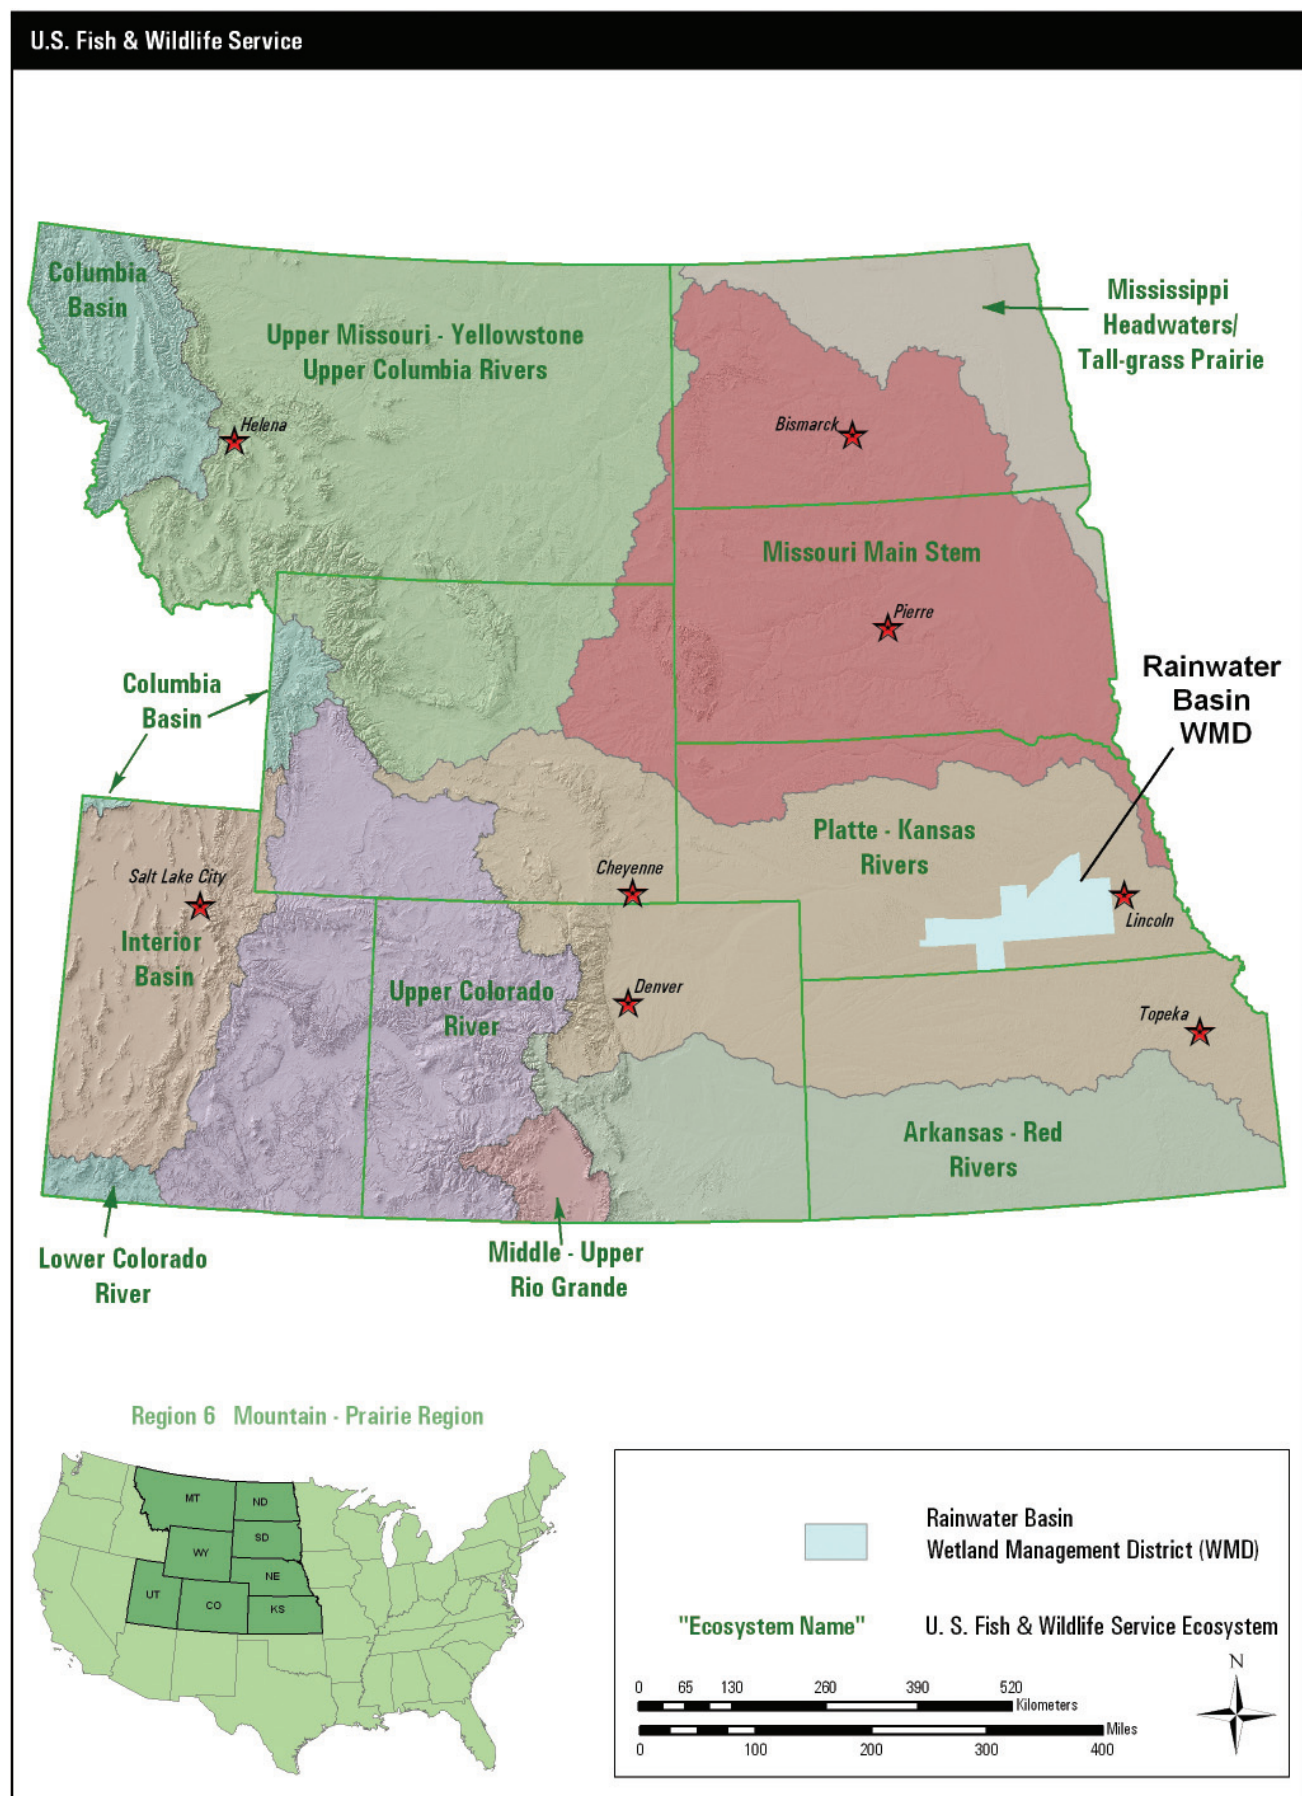 U.S. Fish & Wildlife Service
Columbia
Basin
Upper Missouri - Yellowstone
Upper Columbia Rivers
Mississippi
Headwaters/
Tall-grass Prairie
Helena
Bismarck
Missouri Main Stem
Pierre
Rainwater
Basin
WMD
Columbia
Basin
Platte - Kansas
Rivers
Cheyenne
Salt Lake City
Lincoln
Interior
Basin
Upper Colorado
River
Denver
Topeka
Arkansas - Red
Rivers
Lower Colorado
River
Middle - Upper
Rio Grande
Region 6 Mountain - Prairie Region
MT
ND
SD
WY
NE
UT
CO
KS
Rainwater Basin
Wetland Management District (WMD)
"Ecosystem Name" U. S. Fish & Wildlife Service Ecosystem
N
0 65 130 260 390 520
Kilometers
Miles
0 100 200 300 400